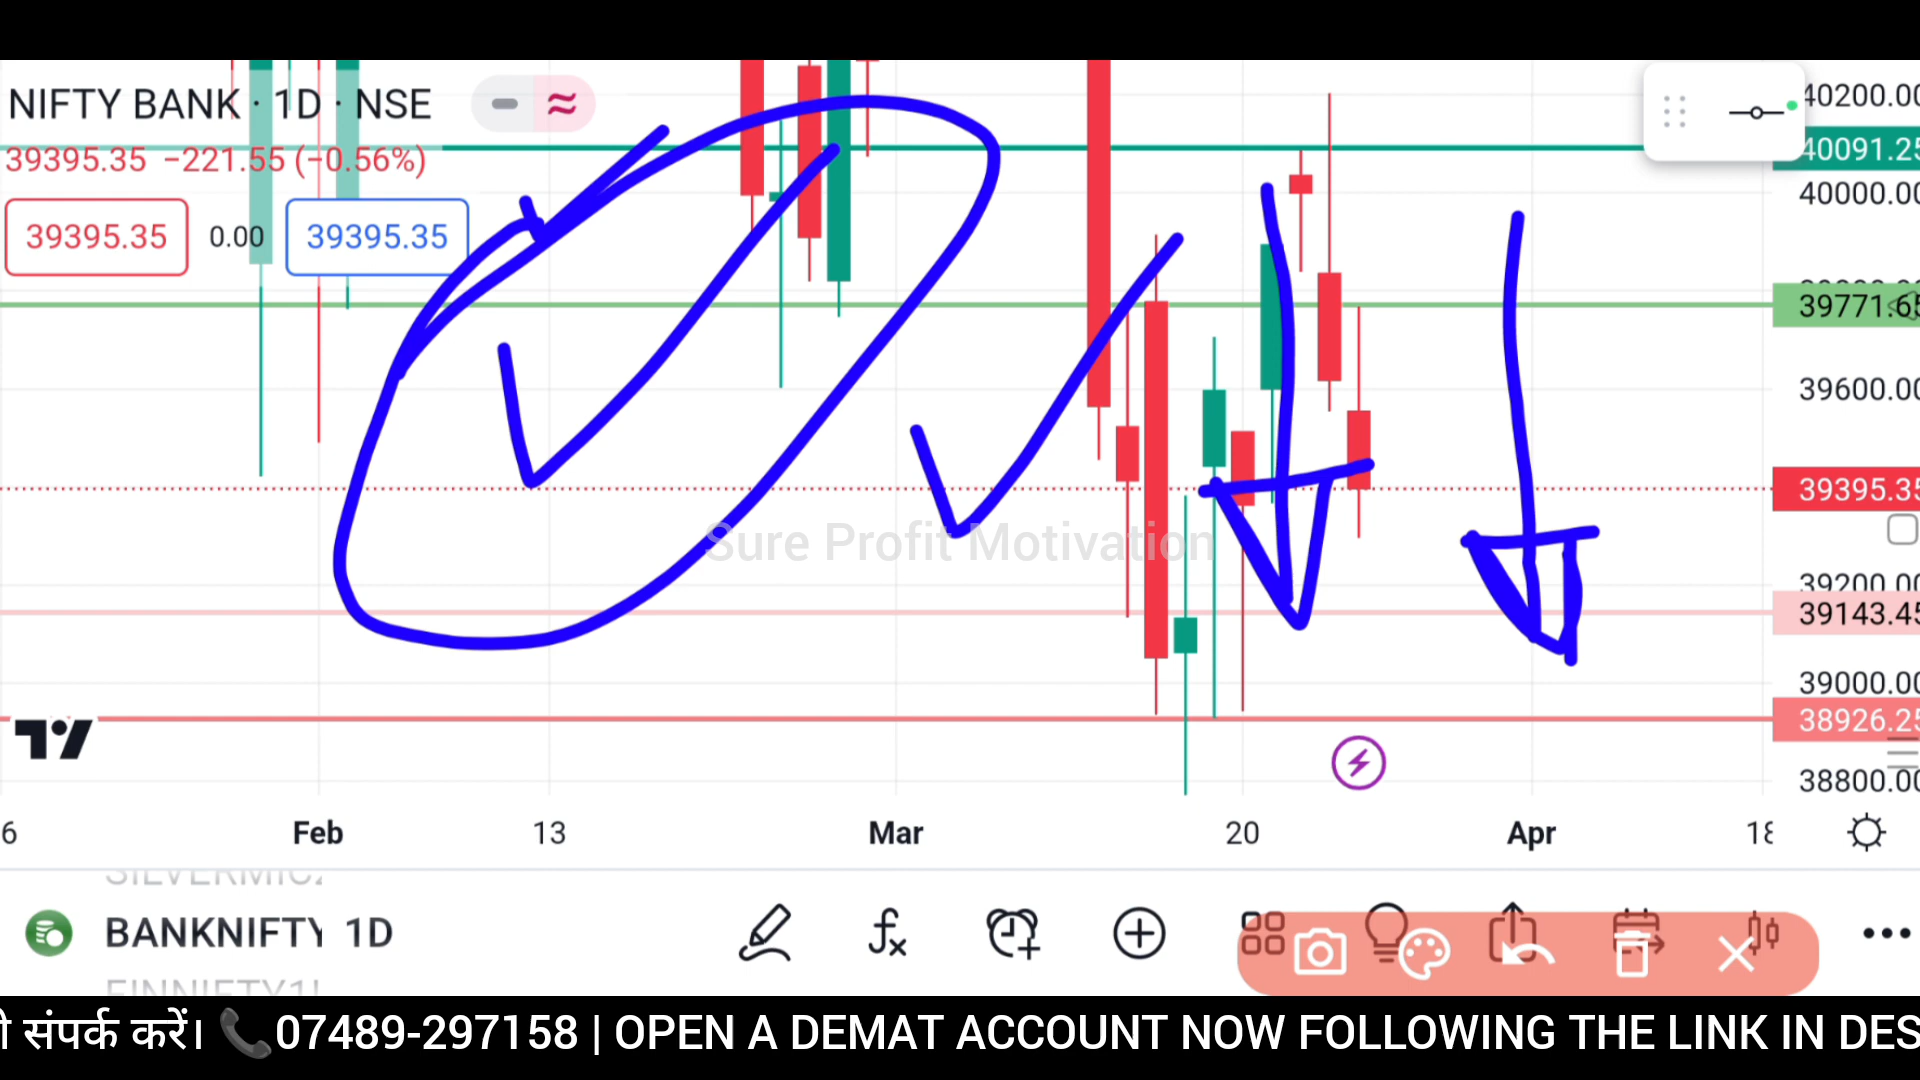 NIFTY BANK · 1D · NSE
39395.35 −221.55 (−0.56%)
39395.35 0.00 39395.35
40200.00
40091.25
40000.00
39771.65
39600.00
39395.35
Sure Profit Motivation
39200.00
39143.45
39000.00
38926.25
38800.00
6 Feb 13 Mar 20 Apr 18
BANKNIFTY 1D
संपर्क करें। 📞07489-297158 | OPEN A DEMAT ACCOUNT NOW FOLLOWING THE LINK IN DES